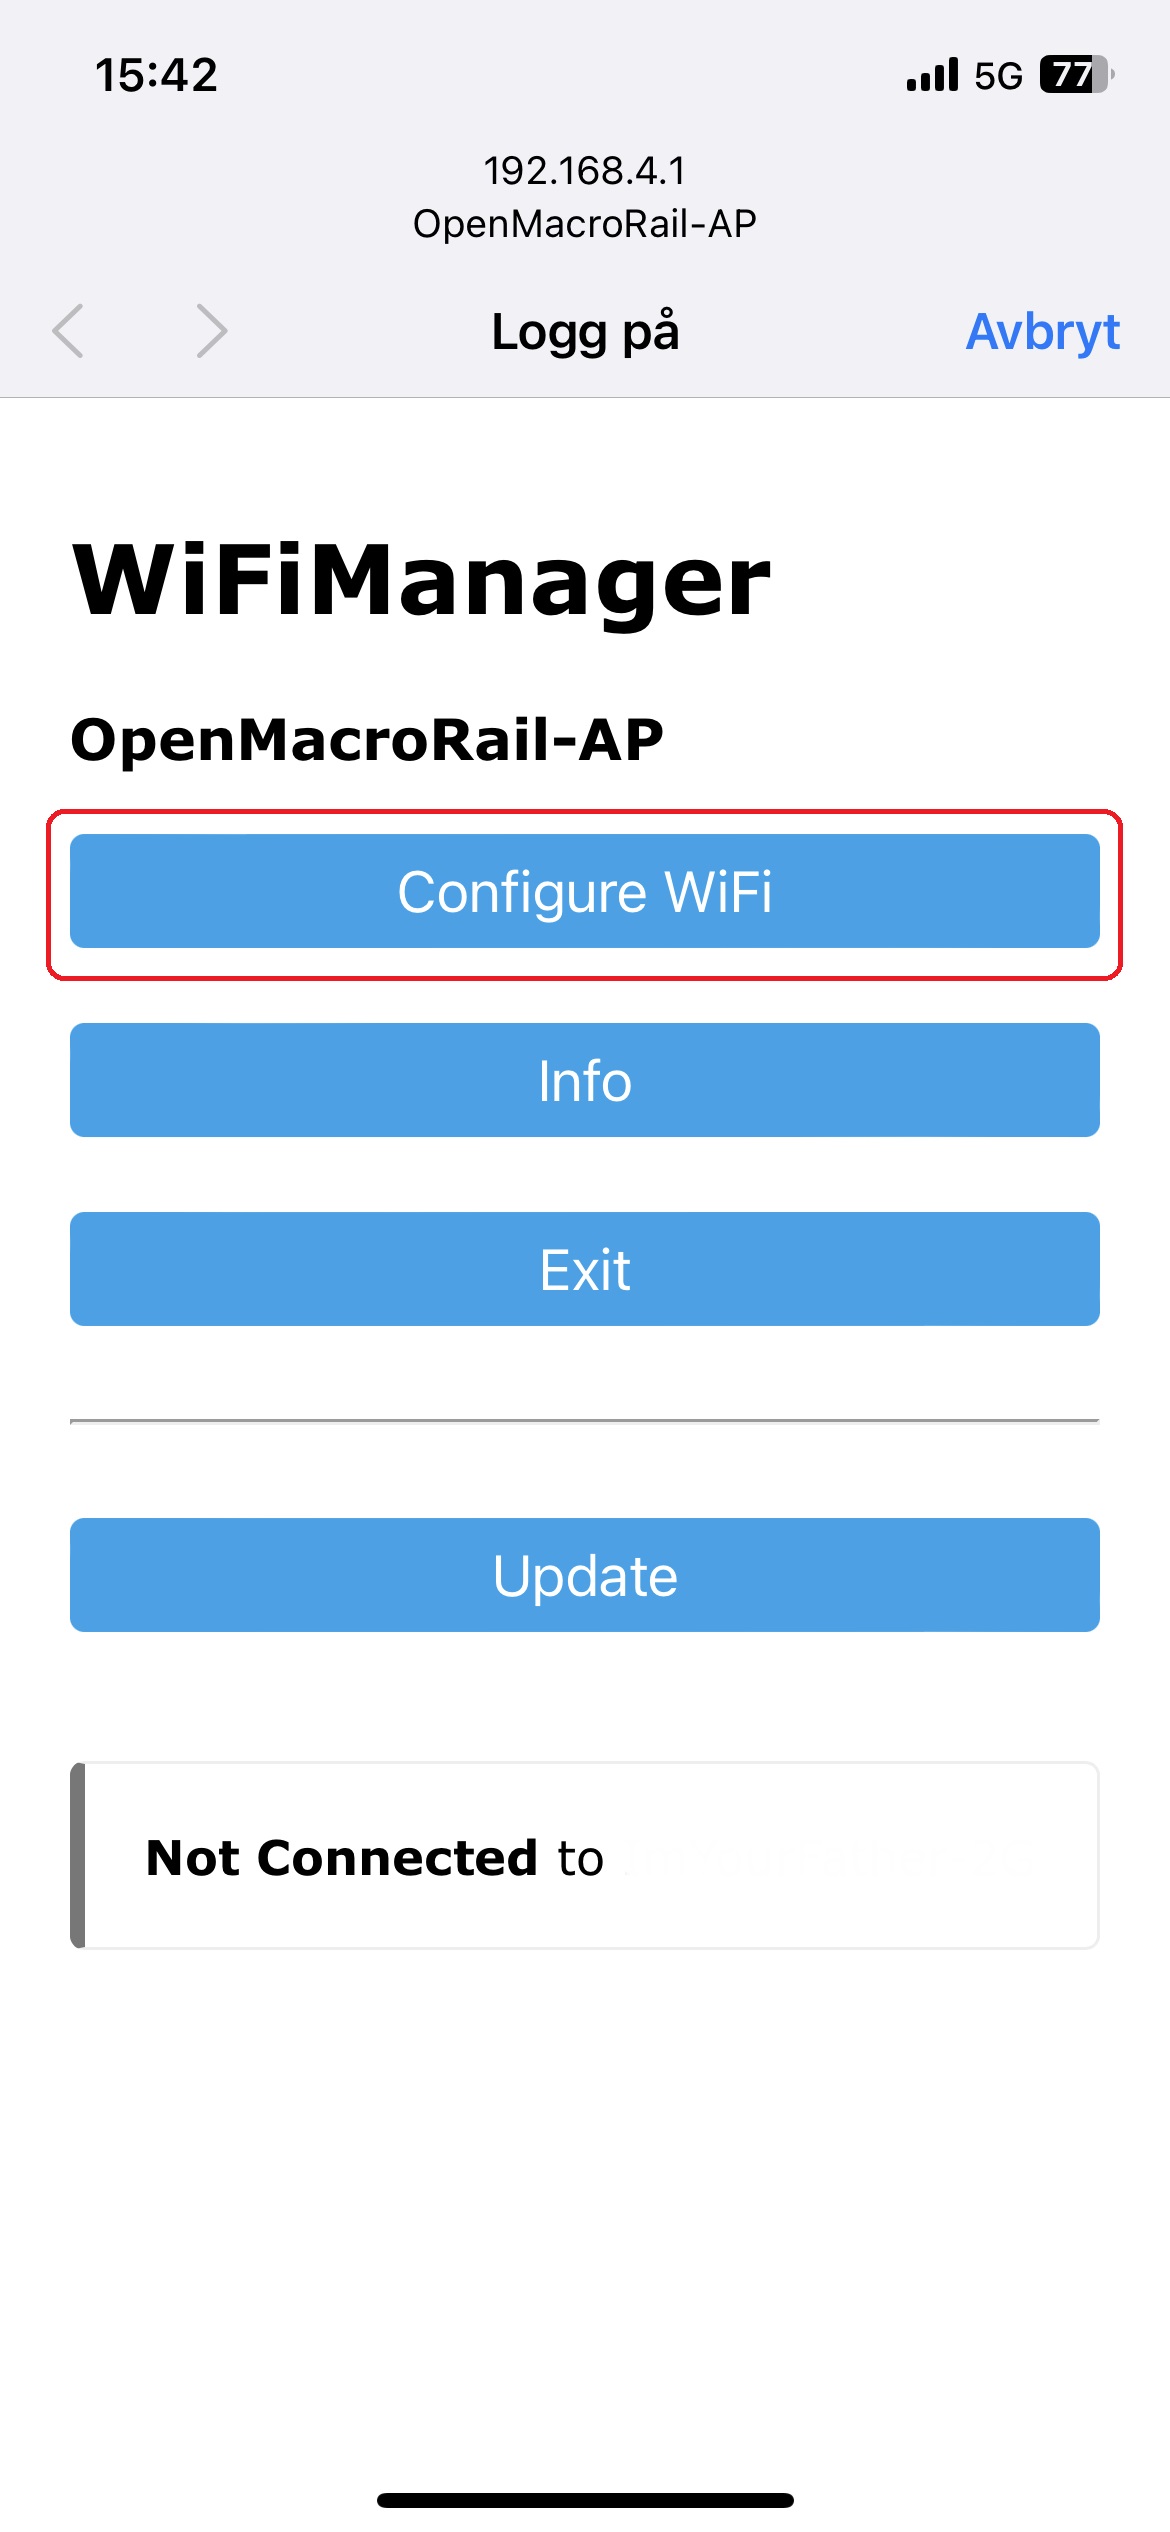 15:42
5G 77
192.168.4.1
OpenMacroRail-AP
Logg på
Avbryt
WiFiManager
OpenMacroRail-AP
Configure WiFi
Info
Exit
Update
Not Connected to